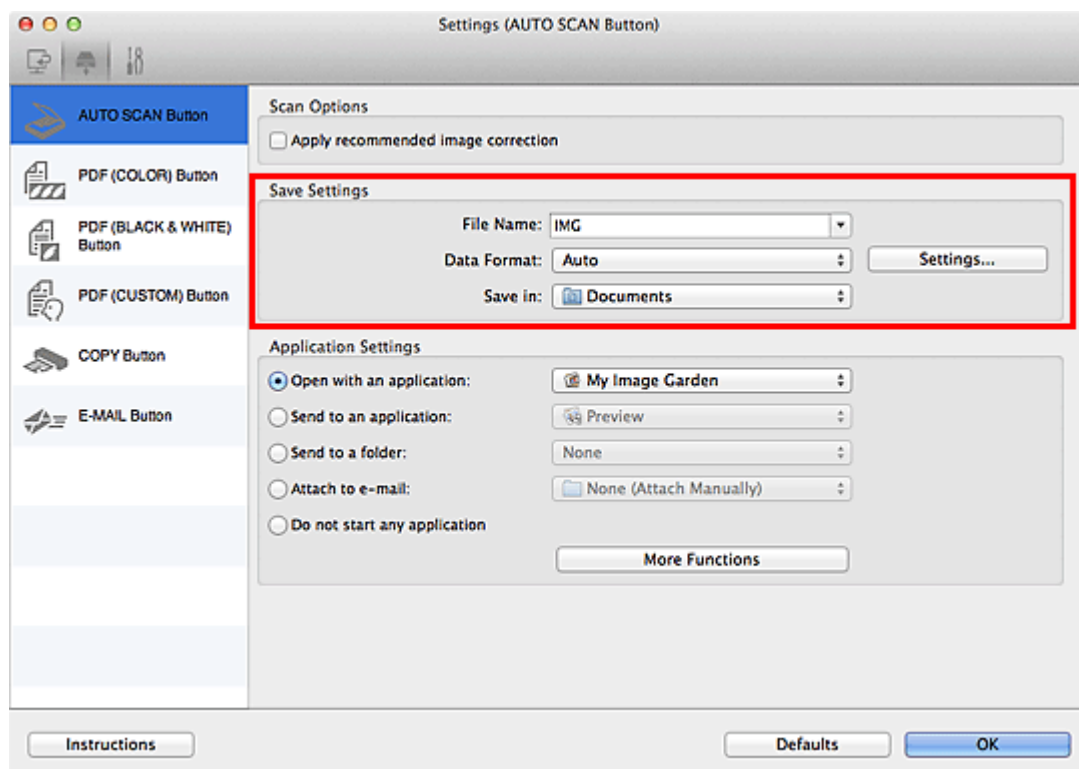 Settings (AUTO SCAN Button)
AUTO SCAN Button
PDF (COLOR) Button
PDF (BLACK & WHITE)
Button
PDF (CUSTOM) Button
COPY Button
E-MAIL Button
Scan Options
Apply recommended image correction
Save Settings
File Name: IMG
Data Format: Auto Settings...
Save in: Documents
Application Settings
Open with an application: My Image Garden
Send to an application: Preview
Send to a folder: None
Attach to e-mail: None (Attach Manually)
Do not start any application
More Functions
Instructions Defaults OK